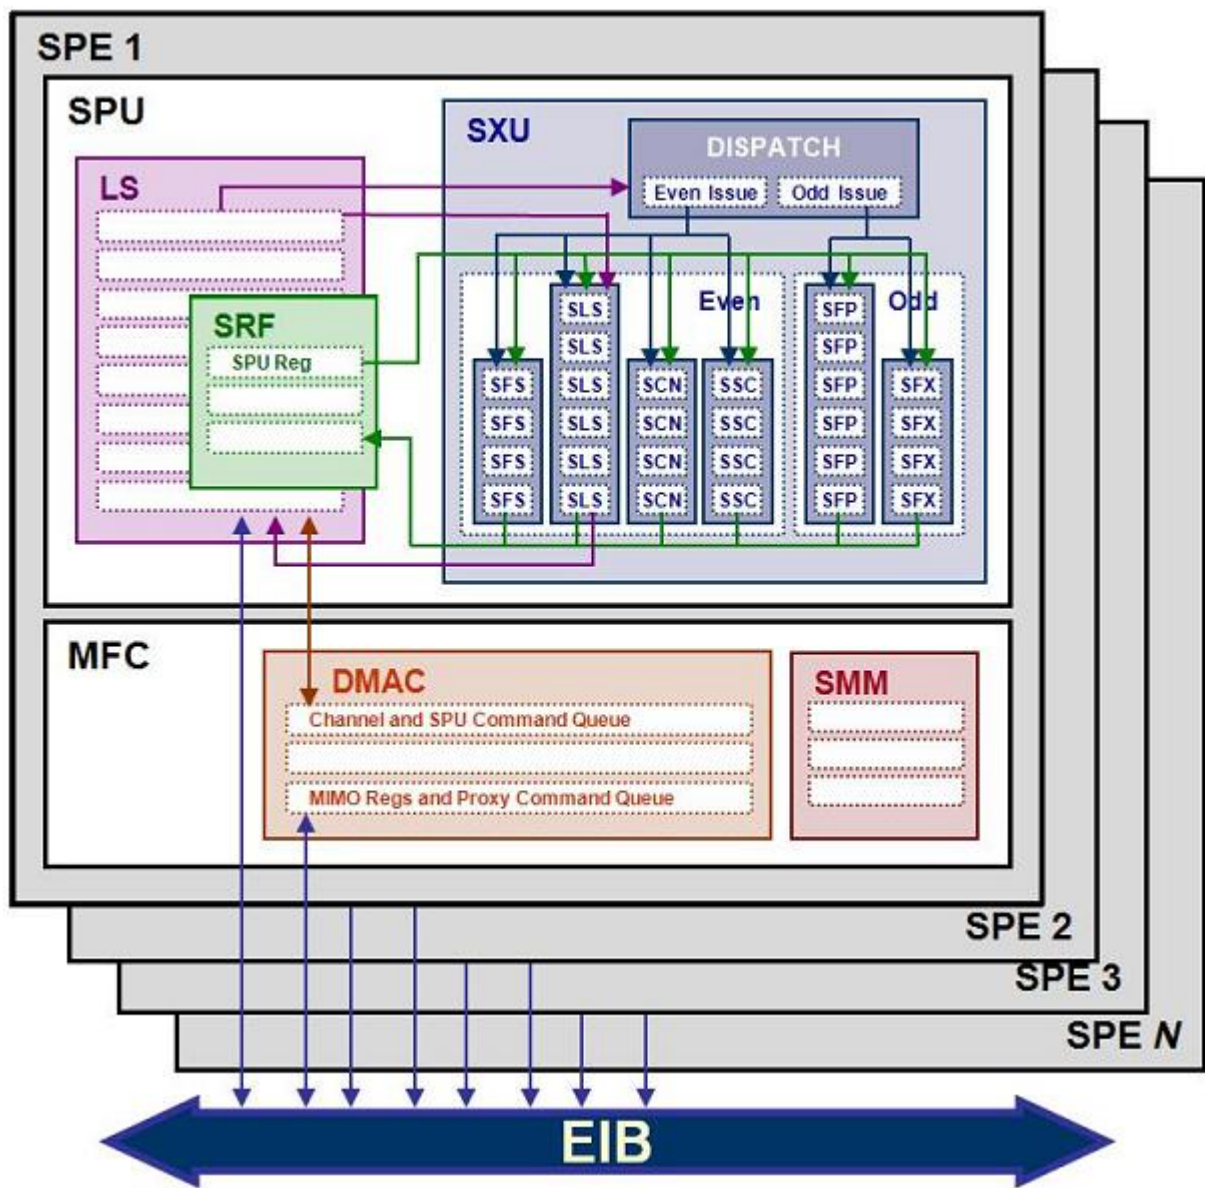 SPE 1
SPU
SXU
DISPATCH
Even Issue Odd Issue
LS
SRF
SPU Reg
Even Odd
SLS SFP
SLS SFP
SFS SLS SCN SSC SFP SFX
SFS SLS SCN SSC SFP SFX
SFS SLS SCN SSC SFP SFX
SFS SLS SCN SSC SFP SFX
MFC
DMAC
Channel and SPU Command Queue
MIMO Regs and Proxy Command Queue
SMM
SPE 2
SPE 3
SPE N
EIB